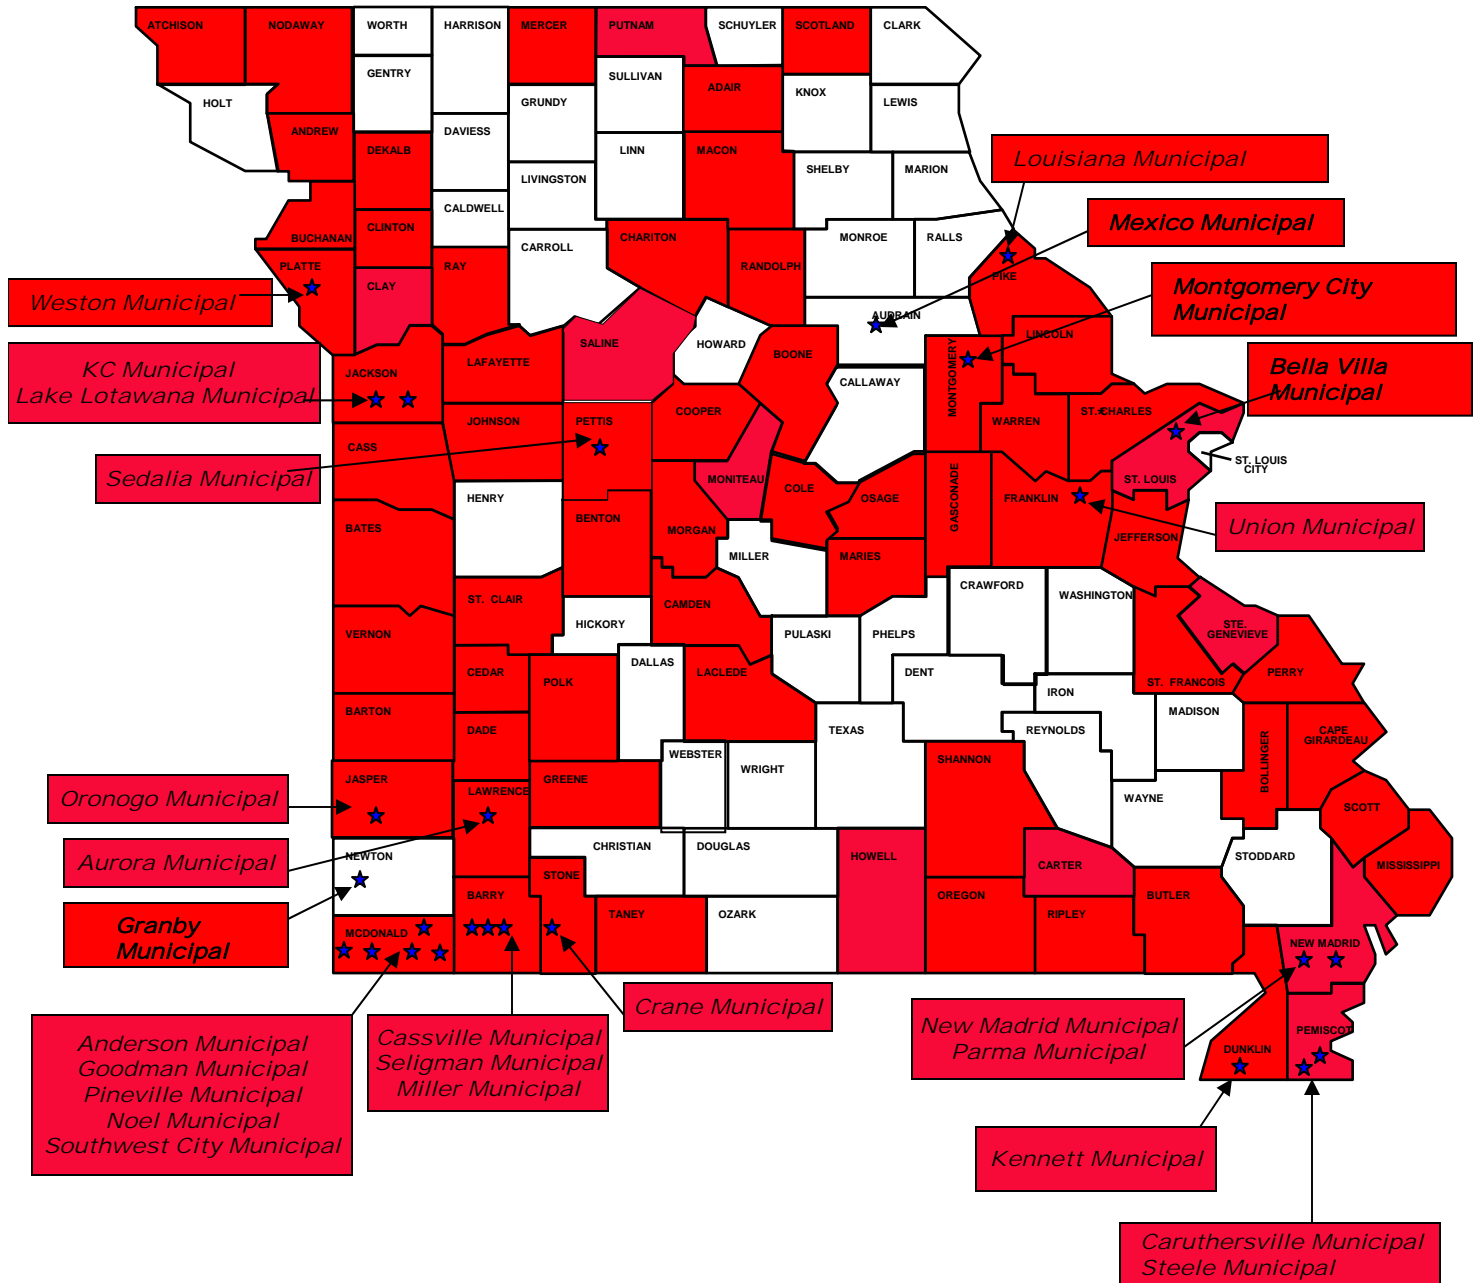 ATCHISON
NODAWAY
WORTH
HARRISON
MERCER
PUTNAM
SCHUYLER
SCOTLAND
CLARK
GENTRY
SULLIVAN
ADAIR
KNOX
LEWIS
HOLT
GRUNDY
ANDREW
DAVIESS
DEKALB
LINN
MACON
SHELBY
MARION
LIVINGSTON
CALDWELL
BUCHANAN
CLINTON
CARROLL
CHARITON
RANDOLPH
MONROE
RALLS
PIKE
PLATTE
CLAY
RAY
AUDRAIN
SALINE
HOWARD
BOONE
CALLAWAY
MONTGOMERY
LINCOLN
JACKSON
LAFAYETTE
JOHNSON
PETTIS
COOPER
WARREN
ST. CHARLES
CASS
HENRY
MONITEAU
COLE
OSAGE
GASCONADE
FRANKLIN
ST. LOUIS
ST. LOUIS
CITY
BATES
BENTON
MORGAN
MILLER
MARIES
JEFFERSON
VERNON
ST. CLAIR
HICKORY
CAMDEN
PULASKI
PHELPS
CRAWFORD
WASHINGTON
STE.
GENEVIEVE
CEDAR
POLK
DALLAS
LACLEDE
DENT
IRON
ST. FRANCOIS
PERRY
BARTON
DADE
WEBSTER
WRIGHT
TEXAS
REYNOLDS
MADISON
BOLLINGER
CAPE
GIRARDEAU
JASPER
LAWRENCE
GREENE
SHANNON
WAYNE
SCOTT
NEWTON
CHRISTIAN
DOUGLAS
HOWELL
CARTER
STODDARD
MISSISSIPPI
MCDONALD
BARRY
STONE
TANEY
OZARK
OREGON
RIPLEY
BUTLER
NEW MADRID
DUNKLIN
PEMISCOT
Louisiana Municipal
Mexico Municipal
Montgomery City
Municipal
Bella Villa
Municipal
Union Municipal
Weston Municipal
KC Municipal
Lake Lotawana Municipal
Sedalia Municipal
Oronogo Municipal
Aurora Municipal
Granby
Municipal
Anderson Municipal
Goodman Municipal
Pineville Municipal
Noel Municipal
Southwest City Municipal
Cassville Municipal
Seligman Municipal
Miller Municipal
Crane Municipal
New Madrid Municipal
Parma Municipal
Kennett Municipal
Caruthersville Municipal
Steele Municipal